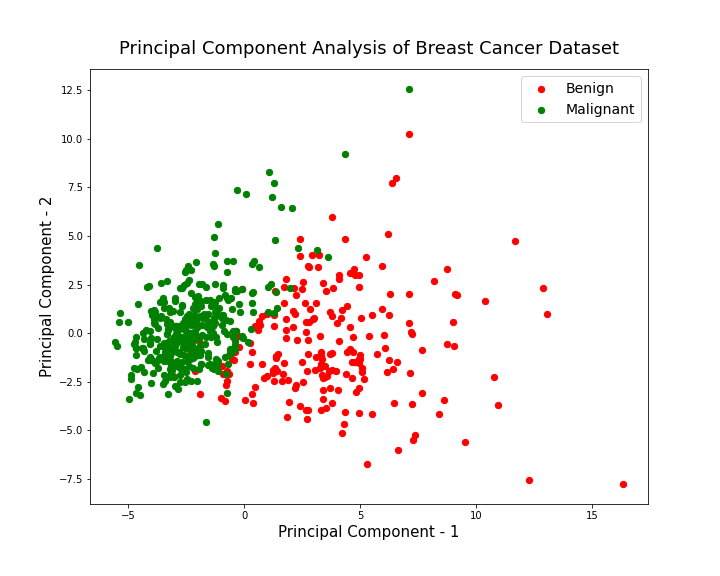 Principal Component Analysis of Breast Cancer Dataset
Benign
Malignant
12.5
10.0
7.5
5.0
2.5
0.0
−2.5
−5.0
−7.5
Principal Component - 2
−5
0
5
10
15
Principal Component - 1